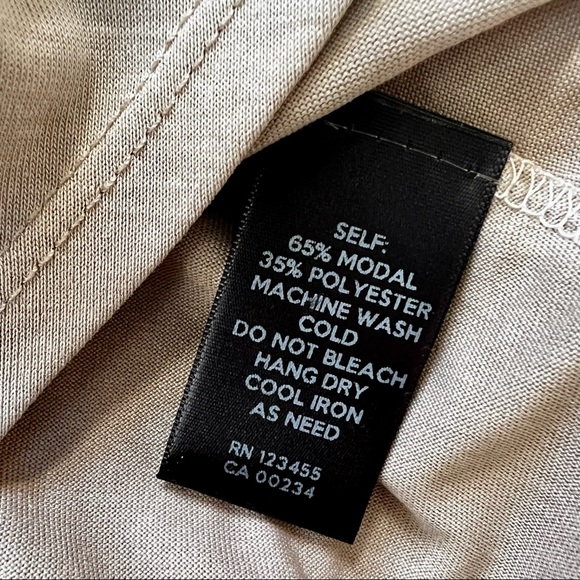 SELF:
65% MODAL
35% POLYESTER
MACHINE WASH
COLD
DO NOT BLEACH
HANG DRY
COOL IRON
AS NEED
RN 123455
CA 00234